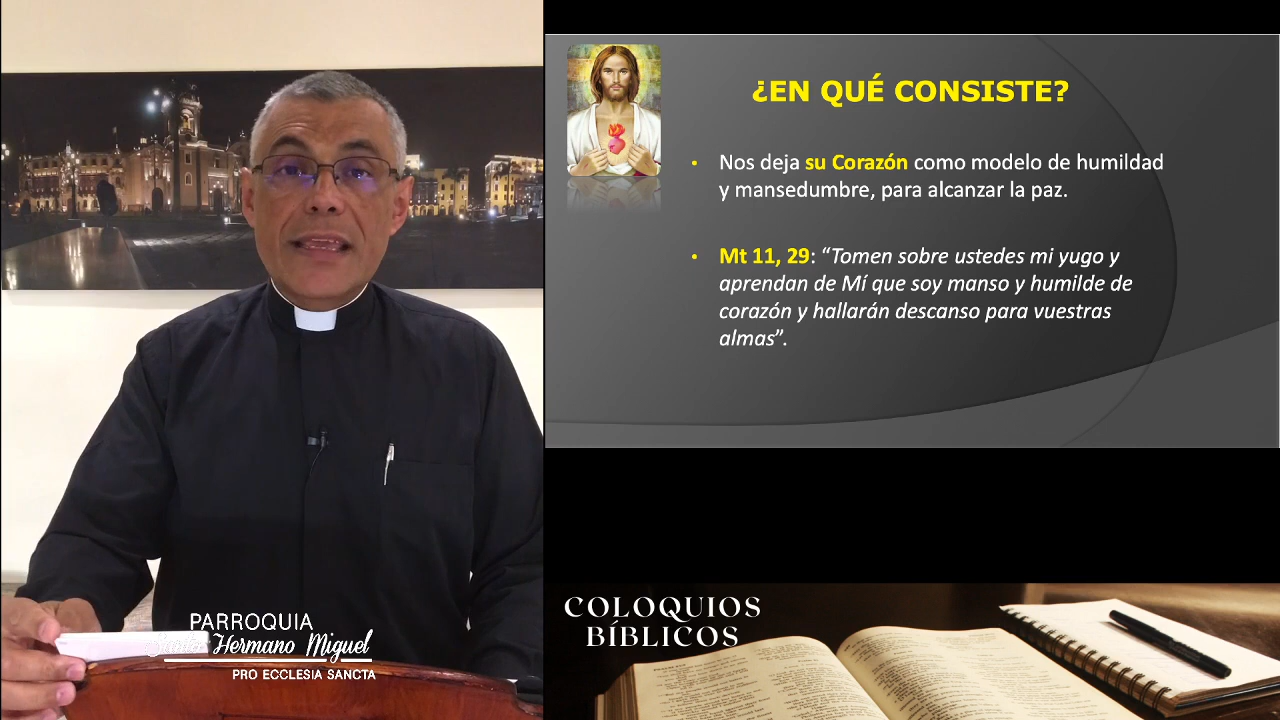 ¿EN QUÉ CONSISTE?
• Nos deja su Corazón como modelo de humildad
y mansedumbre, para alcanzar la paz.
• Mt 11, 29: “Tomen sobre ustedes mi yugo y
aprendan de Mí que soy manso y humilde de
corazón y hallarán descanso para vuestras
almas”.
PARROQUIA
Santo Hermano Miguel
PRO ECCLESIA SANCTA
COLOQUIOS
BÍBLICOS